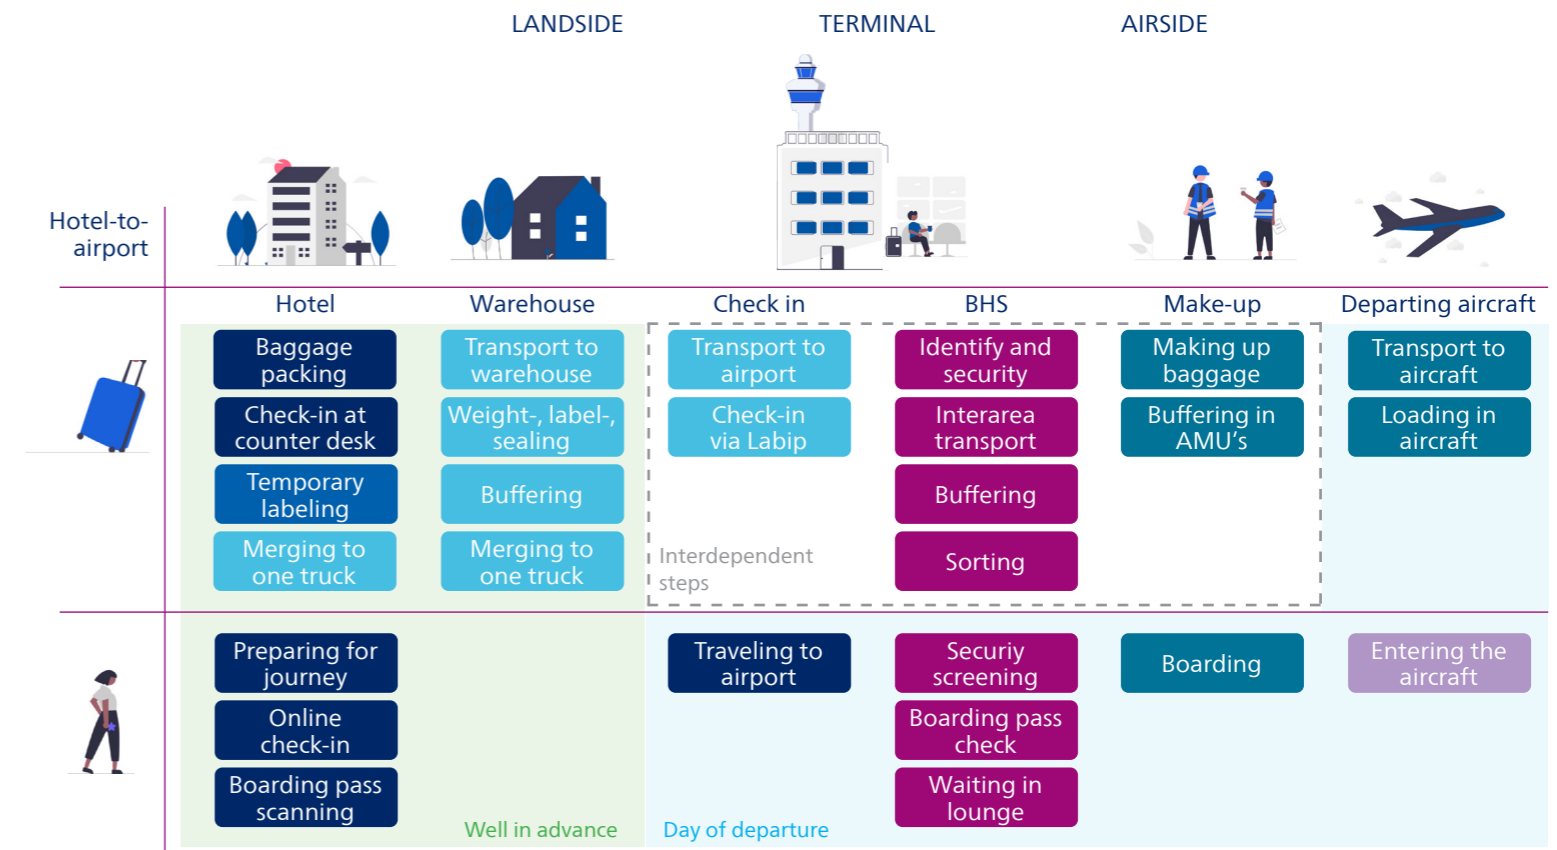 LANDSIDE
TERMINAL
AIRSIDE
Hotel-to-
airport
Hotel
Warehouse
Check in
BHS
Make-up
Departing aircraft
Baggage
packing
Check-in at
counter desk
Temporary
labeling
Merging to
one truck
Transport to
warehouse
Weight-, label-,
sealing
Buffering
Merging to
one truck
Transport to
airport
Check-in
via Labip
Interdependent
steps
Identify and
security
Interarea
transport
Buffering
Sorting
Making up
baggage
Buffering in
AMU's
Transport to
aircraft
Loading in
aircraft
Preparing for
journey
Online
check-in
Boarding pass
scanning
Well in advance
Traveling to
airport
Day of departure
Securiy
screening
Boarding pass
check
Waiting in
lounge
Boarding
Entering the
aircraft